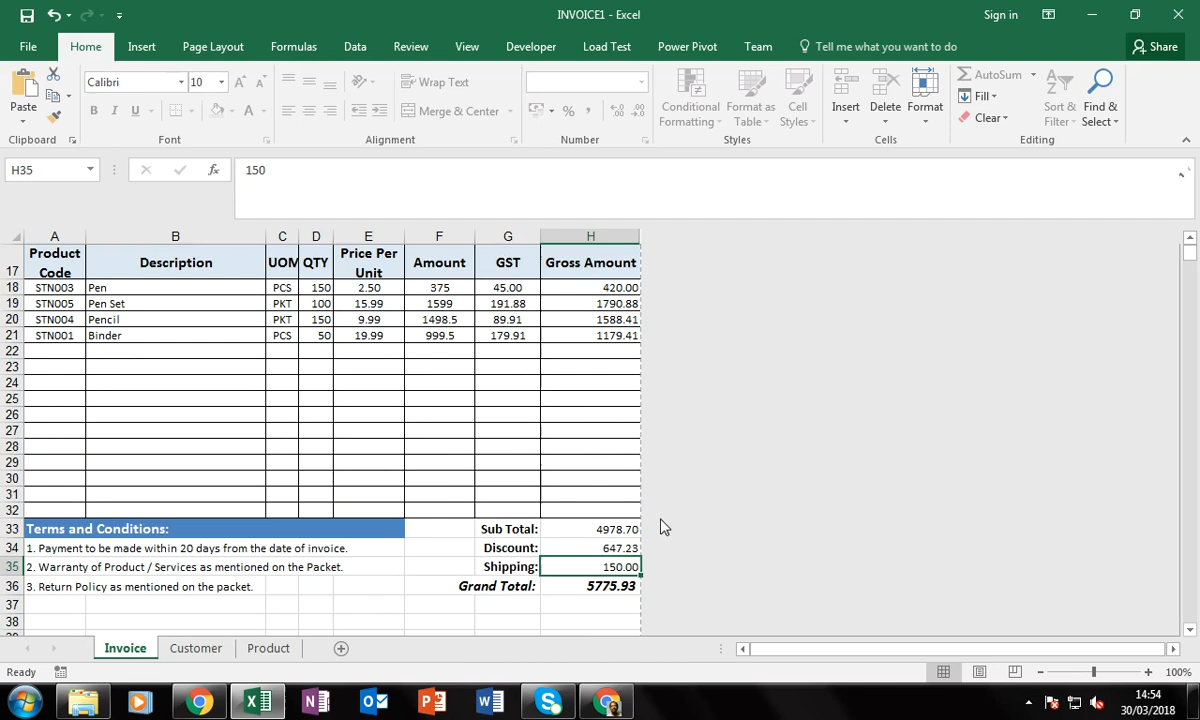 INVOICE1 - Excel
Sign in
File Home Insert Page Layout Formulas Data Review View Developer Load Test Power Pivot Team Tell me what you want to do Share
Paste
Calibri 10
B I U A
Wrap Text
Merge & Center
%
Conditional Formatting
Format as Table
Cell Styles
Insert Delete Format
AutoSum
Fill
Clear
Sort & Filter
Find & Select
Clipboard Font Alignment Number Styles Cells Editing
H35 fx 150
A B C D E F G H
17 Product Code Description UOM QTY Price Per Unit Amount GST Gross Amount
18 STN003 Pen PCS 150 2.50 375 45.00 420.00
19 STN005 Pen Set PKT 100 15.99 1599 191.88 1790.88
20 STN004 Pencil PKT 150 9.99 1498.5 89.91 1588.41
21 STN001 Binder PCS 50 19.99 999.5 179.91 1179.41
22
23
24
25
26
27
28
29
30
31
32
33 Terms and Conditions: Sub Total: 4978.70
34 1. Payment to be made within 20 days from the date of invoice. Discount: 647.23
35 2. Warranty of Product / Services as mentioned on the Packet. Shipping: 150.00
36 3. Return Policy as mentioned on the packet. Grand Total: 5775.93
37
38
Invoice Customer Product
Ready 100%
14:54
30/03/2018